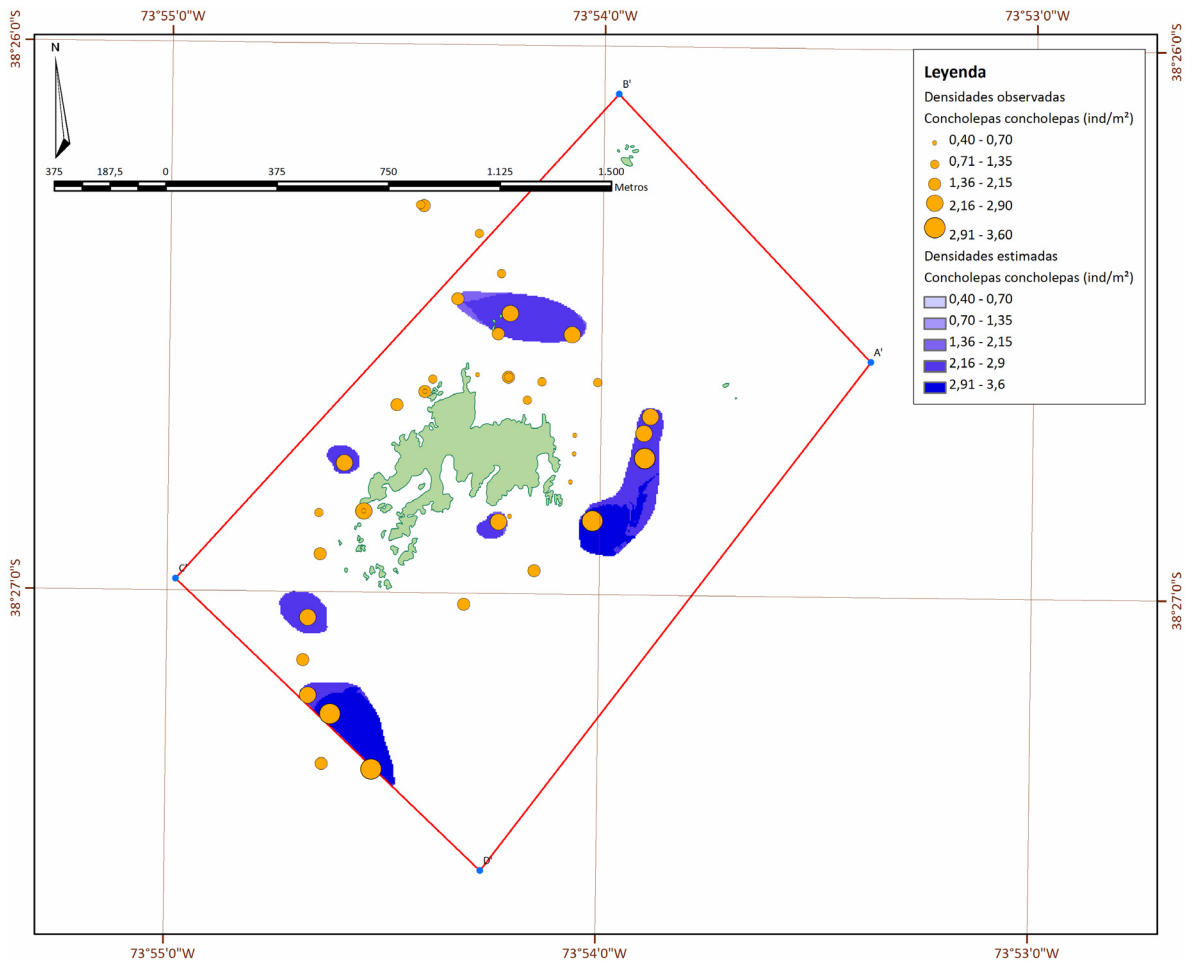 73°55'0"W
73°54'0"W
73°53'0"W
38°26'0"S
38°26'0"S
N
375
187,5
0
375
750
1.125
1.500
Metros
B'
A'
C'
D'
Leyenda
Densidades observadas
Concholepas concholepas (ind/m²)
0,40 - 0,70
0,71 - 1,35
1,36 - 2,15
2,16 - 2,90
2,91 - 3,60
Densidades estimadas
Concholepas concholepas (ind/m²)
0,40 - 0,70
0,70 - 1,35
1,36 - 2,15
2,16 - 2,9
2,91 - 3,6
38°27'0"S
38°27'0"S
73°55'0"W
73°54'0"W
73°53'0"W